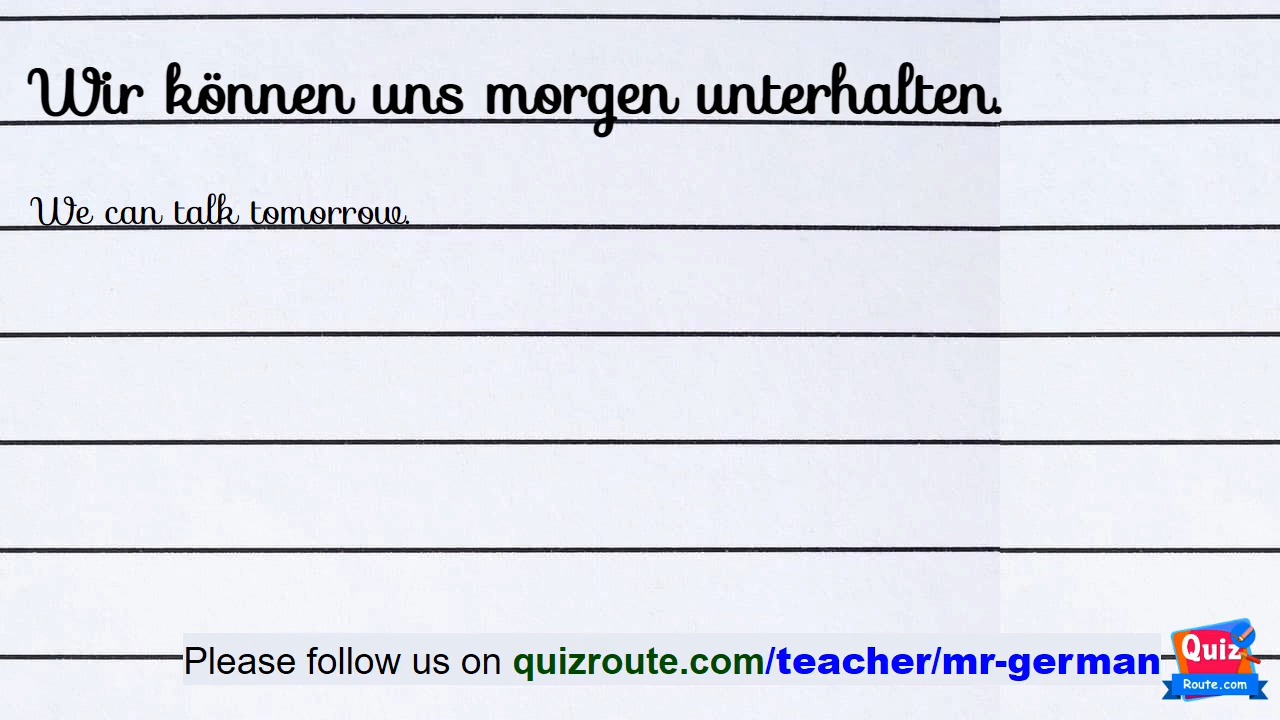 Wir können uns morgen unterhalten.
We can talk tomorrow.
Please follow us on quizroute.com/teacher/mr-german
Quiz
Route.com